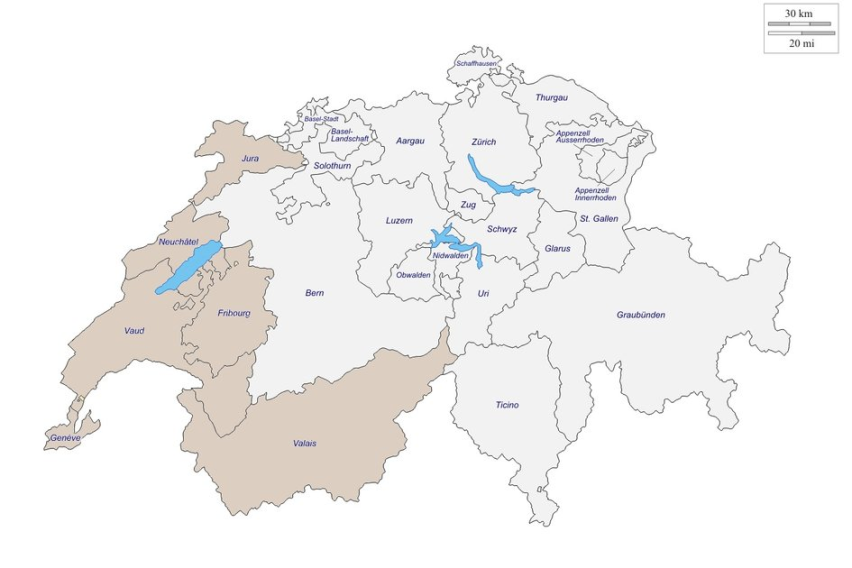 30 km
20 mi
Schaffhausen
Thurgau
Basel-Stadt
Basel-
Landschaft
Aargau
Zürich
Appenzell
Ausserrhoden
Jura
Solothurn
Appenzell
Innerrhoden
Zug
Luzern
Schwyz
St. Gallen
Neuchâtel
Nidwalden
Glarus
Obwalden
Bern
Uri
Fribourg
Graubünden
Vaud
Ticino
Genève
Valais